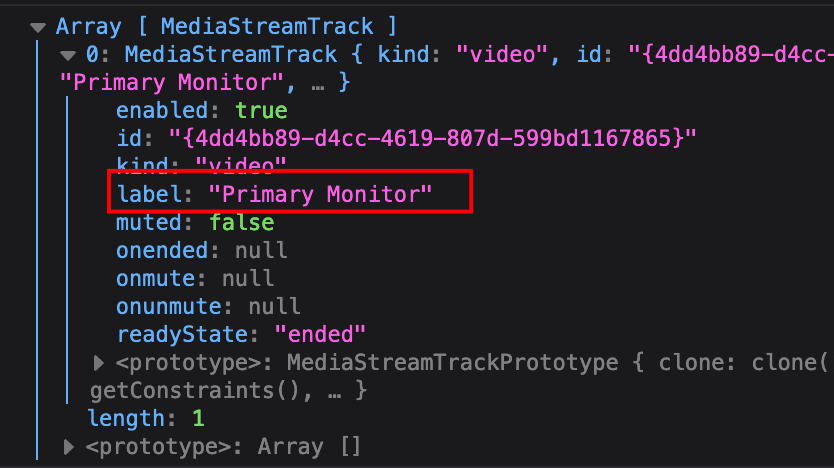 Array [ MediaStreamTrack ]
0: MediaStreamTrack { kind: "video", id: "{4dd4bb89-d4cc-
"Primary Monitor", … }
enabled: true
id: "{4dd4bb89-d4cc-4619-807d-599bd1167865}"
kind: "video"
label: "Primary Monitor"
muted: false
onended: null
onmute: null
onunmute: null
readyState: "ended"
<prototype>: MediaStreamTrackPrototype { clone: clone(
getConstraints(), … }
length: 1
<prototype>: Array []